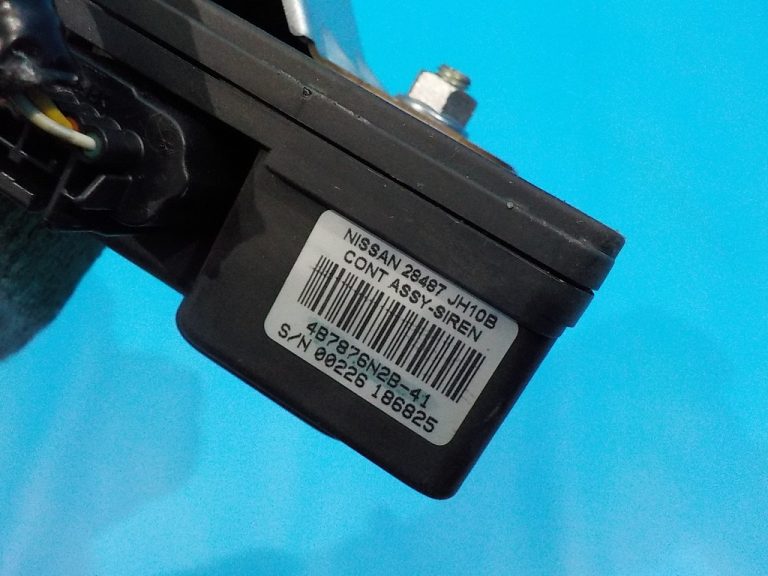 NISSAN 28487 JH10B
CONT ASSY-SIREN
4B7876N2B-41
S/N 00226 186825